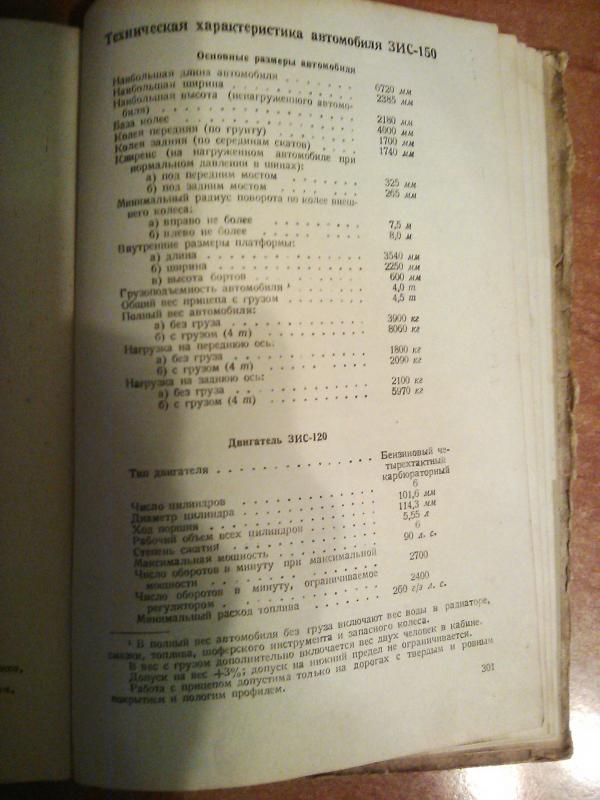 Техническая характеристика автомобиля ЗИС-150
Основные размеры автомобиля
Наибольшая длина автомобиля . . . . . . . 6720 мм
Наибольшая ширина . . . . . . . . . . . 2385 мм
Наибольшая высота (ненагруженного автомо-
биля) . . . . . . . . . . . . . . 2180 мм
База колес . . . . . . . . . . . . . 4000 мм
Колея передняя (по грунту) . . . . . . . 1700 мм
Колея задняя (по серединам скатов) . . . . 1740 мм
Клиренс (на нагруженном автомобиле при
нормальном давлении в шинах):
а) под передним мостом . . . . . . . 325 мм
б) под задним мостом . . . . . . . 265 мм
Минимальный радиус поворота по колее внеш-
него колеса:
а) вправо не более . . . . . . . . . 7,5 м
б) влево не более . . . . . . . . . 8,0 м
Внутренние размеры платформы:
а) длина . . . . . . . . . . . . . 3540 мм
б) ширина . . . . . . . . . . . . 2250 мм
в) высота бортов . . . . . . . . . 600 мм
Грузоподъемность автомобиля ¹ . . . . . . 4,0 т
Общий вес прицепа с грузом . . . . . . . 4,5 т
Полный вес автомобиля:
а) без груза . . . . . . . . . . . 3900 кг
б) с грузом (4 т) . . . . . . . . . 8060 кг
Нагрузка на переднюю ось:
а) без груза . . . . . . . . . . . 1800 кг
б) с грузом (4 т) . . . . . . . . . 2090 кг
Нагрузка на заднюю ось:
а) без груза . . . . . . . . . . . 2100 кг
б) с грузом (4 т) . . . . . . . . . 5970 кг
Двигатель ЗИС-120
Тип двигателя . . . . . . . . . . . . Бензиновый че-
тырехтактный
карбюраторный
Число цилиндров . . . . . . . . . . . 6
Диаметр цилиндра . . . . . . . . . . . 101,6 мм
Ход поршня . . . . . . . . . . . . . 114,3 мм
Рабочий объем всех цилиндров . . . . . . 5,55 л
Степень сжатия . . . . . . . . . . . . 6
Максимальная мощность . . . . . . . . . 90 л. с.
Число оборотов в минуту при максимальной
мощности . . . . . . . . . . . . . 2700
Число оборотов в минуту, ограничиваемое
регулятором . . . . . . . . . . . . 2400
Минимальный расход топлива . . . . . . . 260 г/э л. с.
¹ В полный вес автомобиля без груза включают вес воды в радиаторе,
смазки, топлива, шоферского инструмента и запасного колеса.
В вес с грузом дополнительно включается вес двух человек в кабине.
Допуск на вес +3%; допуск на нижний предел не ограничивается.
Работа с прицепом допустима только на дорогах с твердым и ровным
покрытием и пологим профилем.
301